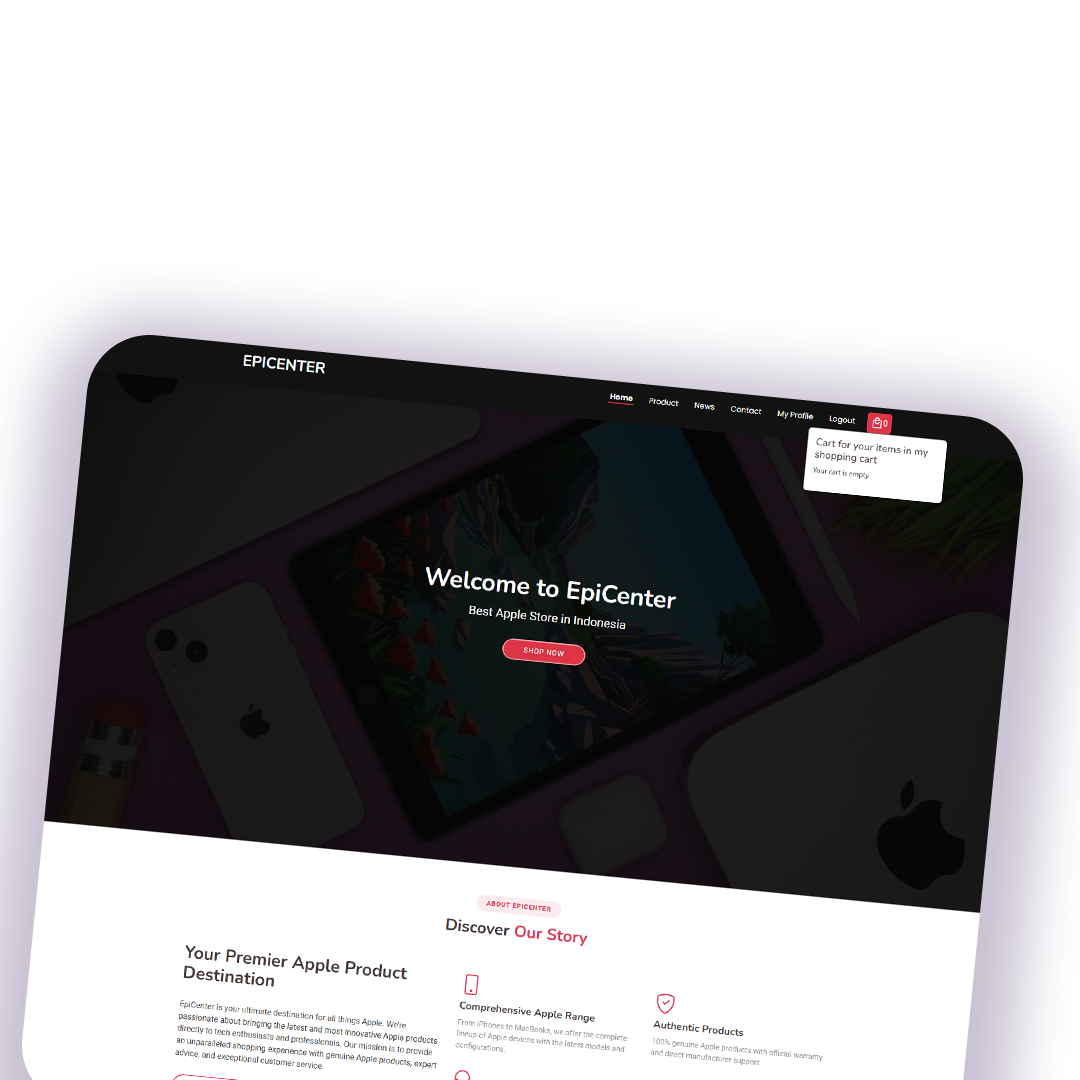 EPICENTER
Home Product News Contact My Profile Logout 0
Cart for your items in my
shopping cart
Your cart is empty
Welcome to EpiCenter
Best Apple Store in Indonesia
SHOP NOW
ABOUT EPICENTER
Discover Our Story
Your Premier Apple Product
Destination
EpiCenter is your ultimate destination for all things Apple. We're
passionate about bringing the latest and most innovative Apple products
directly to tech enthusiasts and professionals. Our mission is to provide
an unparalleled shopping experience with genuine Apple products, expert
advice, and exceptional customer service.
Comprehensive Apple Range
From iPhones to MacBooks, we offer the complete
lineup of Apple devices with the latest models and
configurations.
Authentic Products
100% genuine Apple products with official warranty
and direct manufacturer support.